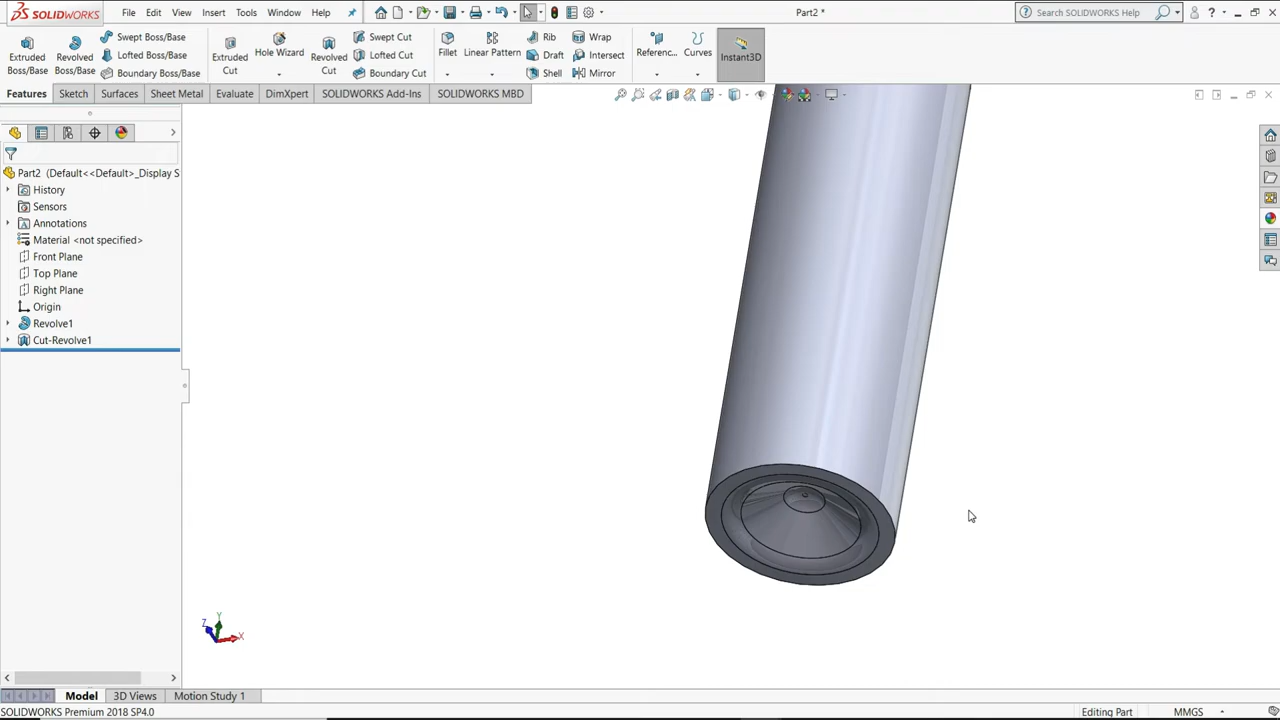 SOLIDWORKS File Edit View Insert Tools Window Help Part2 * Search SOLIDWORKS Help ?
Extruded Boss/Base
Revolved Boss/Base
Swept Boss/Base
Lofted Boss/Base
Boundary Boss/Base
Extruded Cut
Hole Wizard
Revolved Cut
Swept Cut
Lofted Cut
Boundary Cut
Fillet
Linear Pattern
Rib
Draft
Shell
Wrap
Intersect
Mirror
Referenc...
Curves
Instant3D
Features Sketch Surfaces Sheet Metal Evaluate DimXpert SOLIDWORKS Add-Ins SOLIDWORKS MBD
Part2 (Default<<Default>_Display S
History
Sensors
Annotations
Material <not specified>
Front Plane
Top Plane
Right Plane
Origin
Revolve1
Cut-Revolve1
Y
Z
X
Model 3D Views Motion Study 1
SOLIDWORKS Premium 2018 SP4.0 Editing Part MMGS